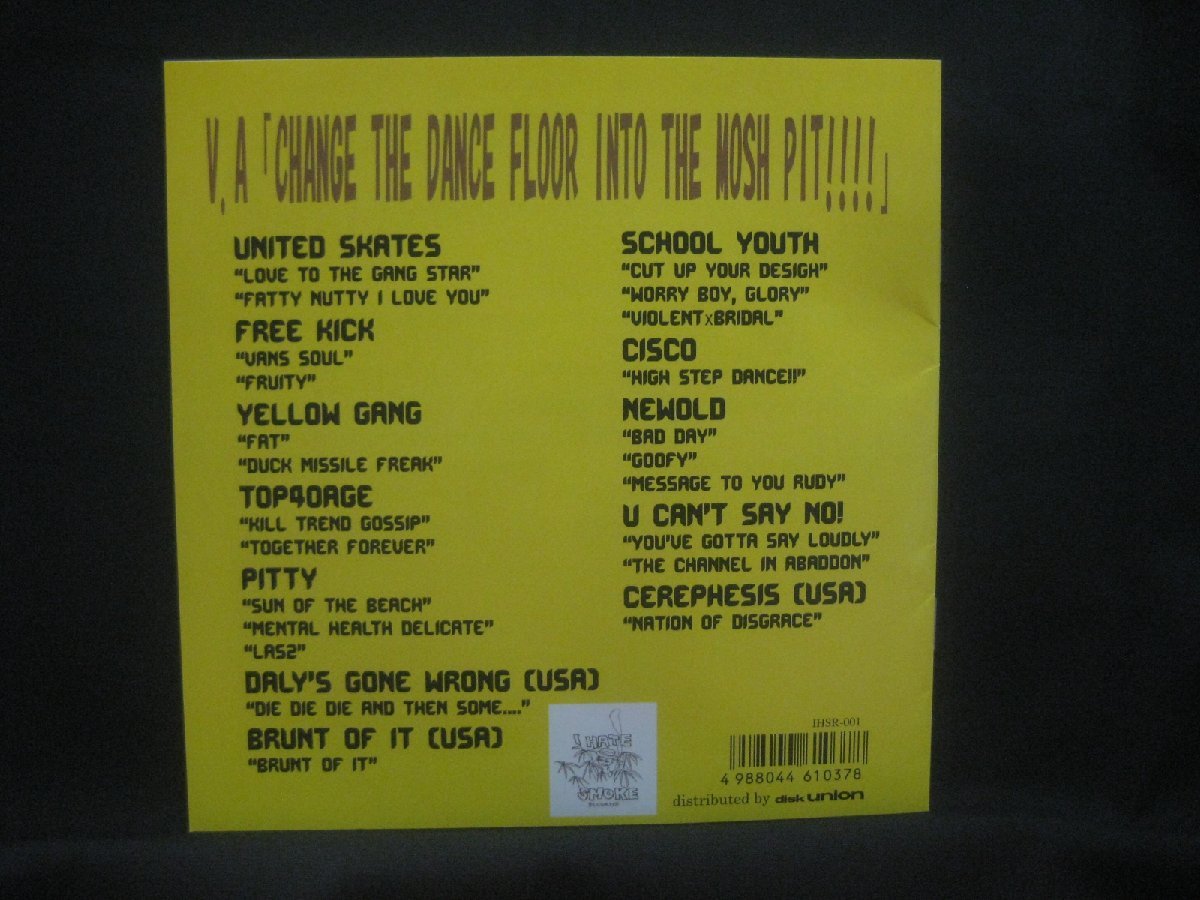 V.A「CHANGE THE DANCE FLOOR INTO THE MOSH PIT!!!!」
UNITED SKATES
"LOVE TO THE GANG STAR"
"FATTY NUTTY I LOVE YOU"
FREE KICK
"VANS SOUL"
"FRUITY"
YELLOW GANG
"FAT"
"DUCK MISSILE FREAK"
TOP40AGE
"KILL TREND GOSSIP"
"TOGETHER FOREVER"
PITTY
"SUN OF THE BEACH"
"MENTAL HEALTH DELICATE"
"LAS2"
DALY'S GONE WRONG (USA)
"DIE DIE DIE AND THEN SOME...."
BRUNT OF IT (USA)
"BRUNT OF IT"
SCHOOL YOUTH
"CUT UP YOUR DESIGH"
"WORRY BOY, GLORY"
"VIOLENT×BRIDAL"
CISCO
"HIGH STEP DANCE!!"
NEWOLD
"BAD DAY"
"GOOFY"
"MESSAGE TO YOU RUDY"
U CAN'T SAY NO!
"YOU'VE GOTTA SAY LOUDLY"
"THE CHANNEL IN ABADDON"
CEREPHESIS (USA)
"NATION OF DISGRACE"
I HATE
SMOKE
RECORDS
IHSR-001
4 988044 610378
distributed by disk union